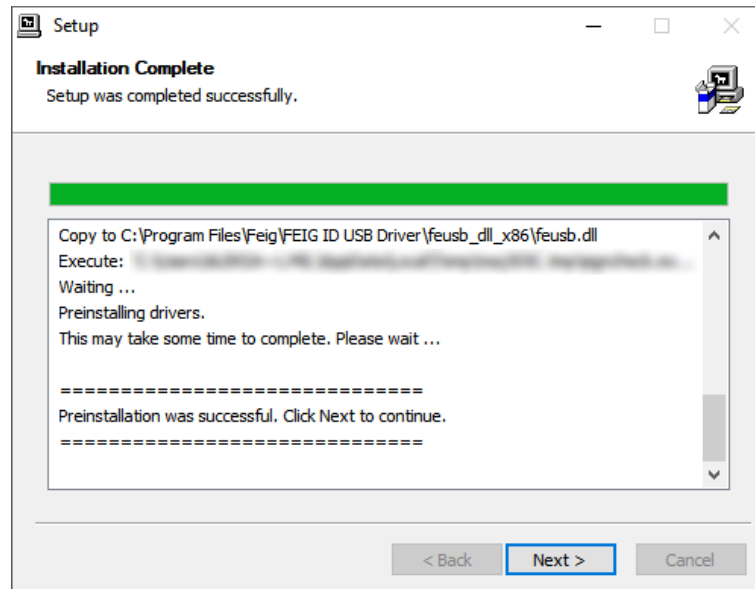 Setup
Installation Complete
Setup was completed successfully.
Copy to C:\Program Files\Feig\FEIG ID USB Driver\feusb_dll_x86\feusb.dll
Execute:
Waiting ...
Preinstalling drivers.
This may take some time to complete. Please wait ...
==============================
Preinstallation was successful. Click Next to continue.
==============================
< Back
Next >
Cancel